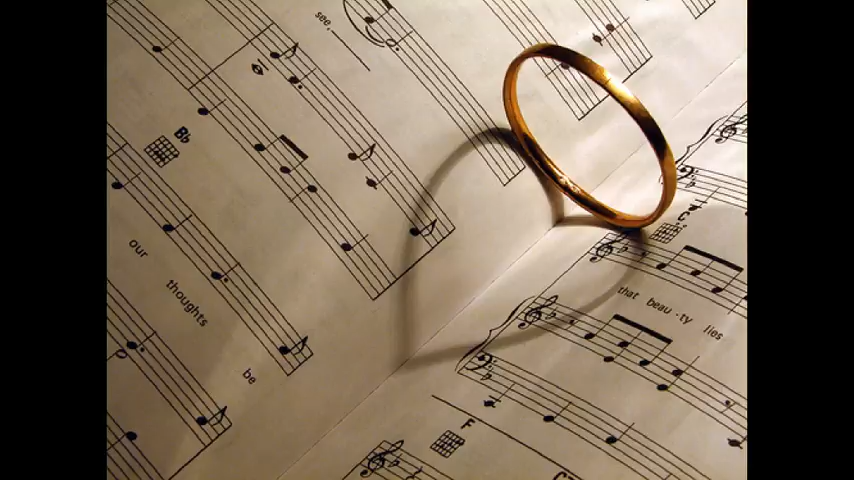 see,
Bb
our thoughts be
C
that beau-ty lies
F